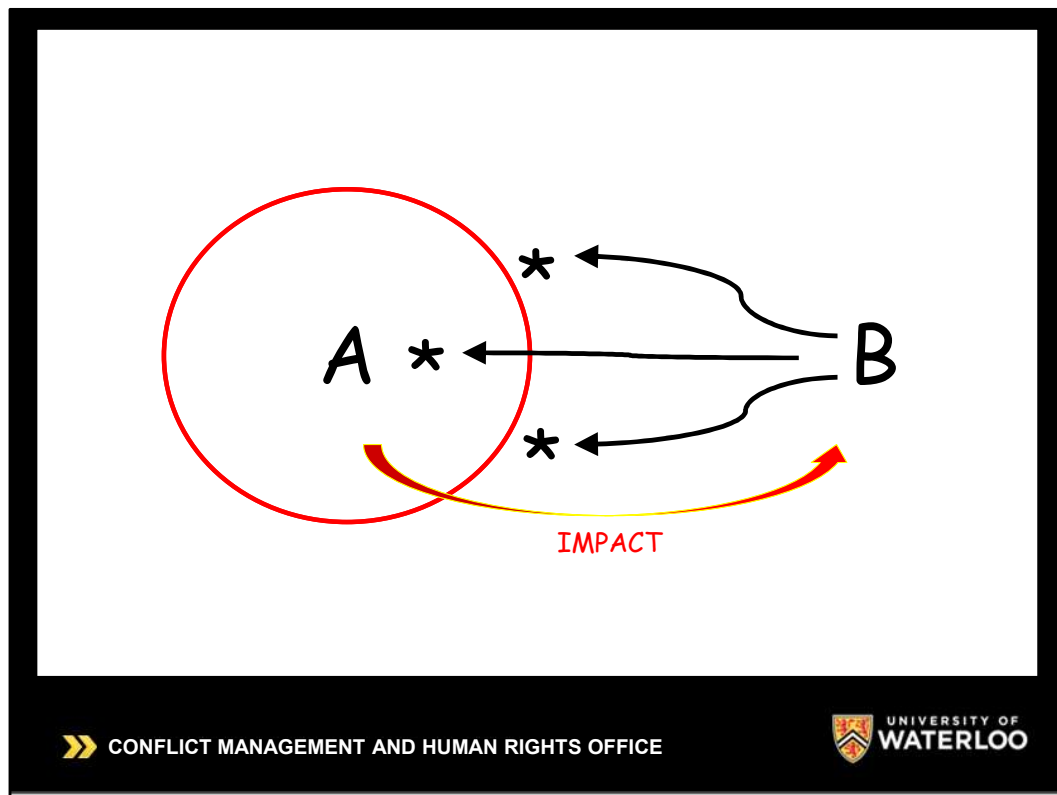 *
A * B
*
IMPACT
CONFLICT MANAGEMENT AND HUMAN RIGHTS OFFICE
UNIVERSITY OF
WATERLOO